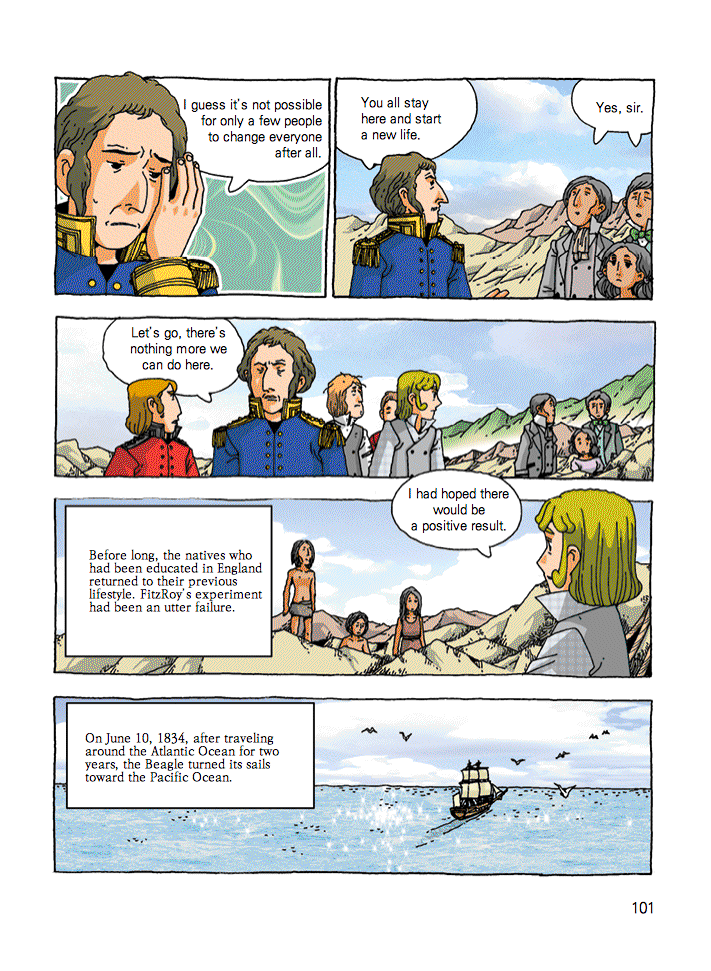 I guess it's not possible
for only a few people
to change everyone
after all.
You all stay
here and start
a new life.
Yes, sir.
Let's go, there's
nothing more we
can do here.
Before long, the natives who
had been educated in England
returned to their previous
lifestyle. FitzRoy's experiment
had been an utter failure.
I had hoped there
would be
a positive result.
On June 10, 1834, after traveling
around the Atlantic Ocean for two
years, the Beagle turned its sails
toward the Pacific Ocean.
101